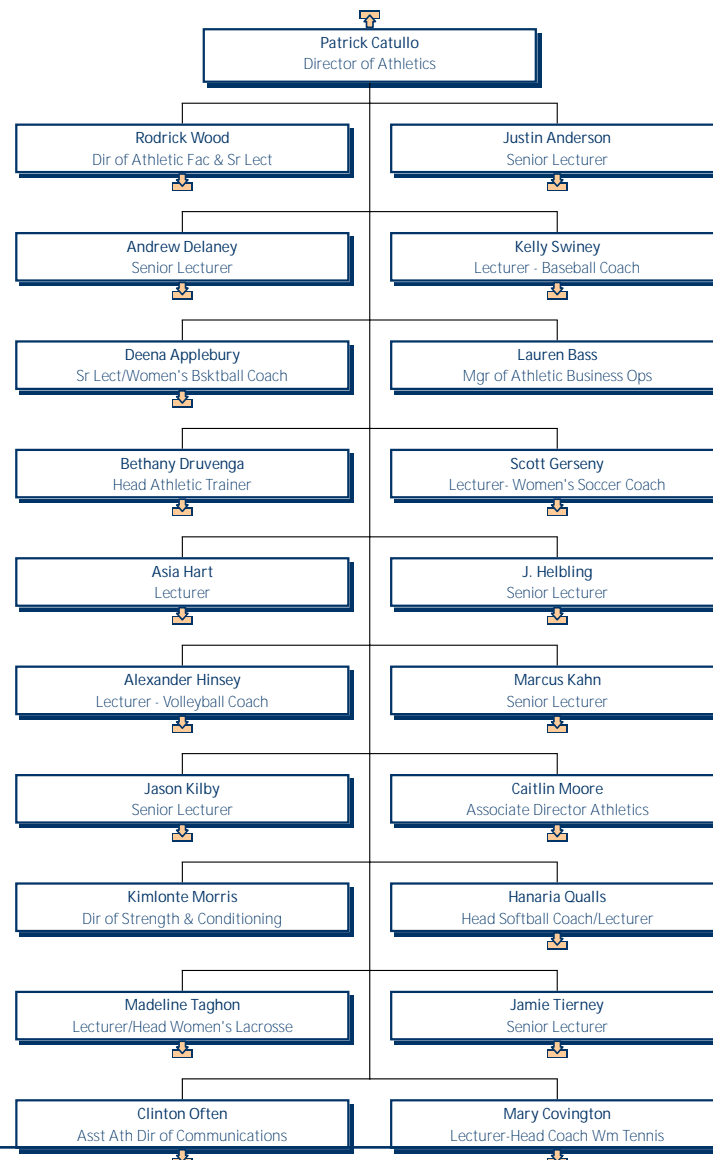 Patrick Catullo
Director of Athletics
Rodrick Wood
Dir of Athletic Fac & Sr Lect
Justin Anderson
Senior Lecturer
Andrew Delaney
Senior Lecturer
Kelly Swiney
Lecturer - Baseball Coach
Deena Applebury
Sr Lect/Women's Bsktball Coach
Lauren Bass
Mgr of Athletic Business Ops
Bethany Druvenga
Head Athletic Trainer
Scott Gerseny
Lecturer- Women's Soccer Coach
Asia Hart
Lecturer
J. Helbling
Senior Lecturer
Alexander Hinsey
Lecturer - Volleyball Coach
Marcus Kahn
Senior Lecturer
Jason Kilby
Senior Lecturer
Caitlin Moore
Associate Director Athletics
Kimlonte Morris
Dir of Strength & Conditioning
Hanaria Qualls
Head Softball Coach/Lecturer
Madeline Taghon
Lecturer/Head Women's Lacrosse
Jamie Tierney
Senior Lecturer
Clinton Often
Asst Ath Dir of Communications
Mary Covington
Lecturer-Head Coach Wm Tennis